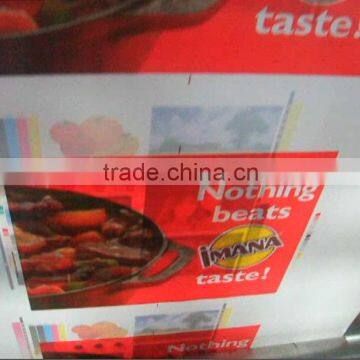 taste!
trade.china.cn
Nothing
beats
IMANA
taste!
Nothing